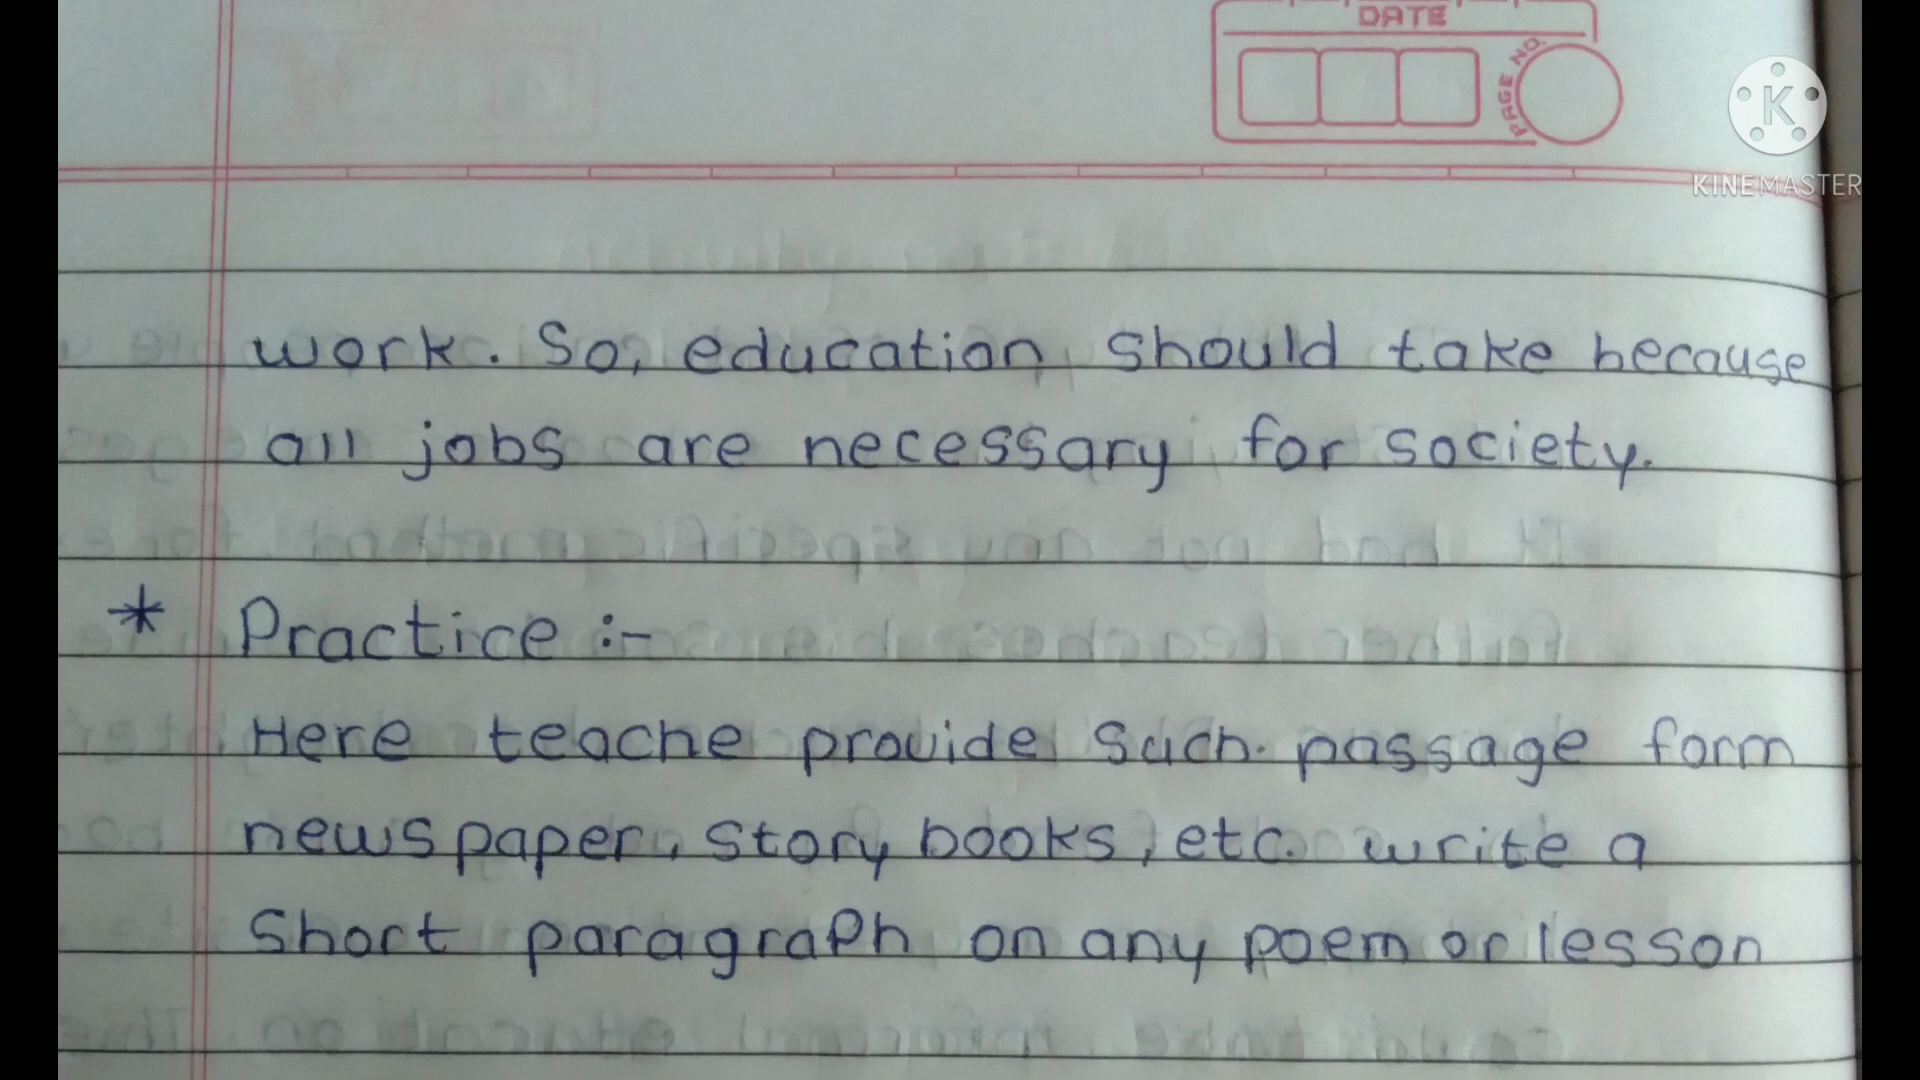 DATE
PAGE NO.
K
KINEMASTER
work. So, education should take because
all jobs are necessary for society.
* Practice :-
Here teache provide such. passage form
newspaper, story books, etc. write a
Short paragraph on any poem or lesson